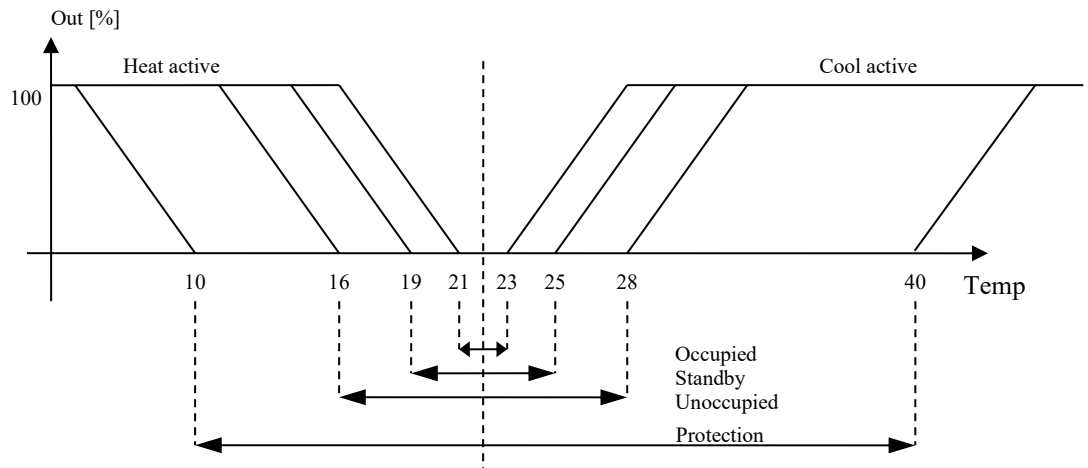 Out [%]
Heat active
Cool active
100
10 16 19 21 23 25 28 40
Temp
Occupied
Standby
Unoccupied
Protection